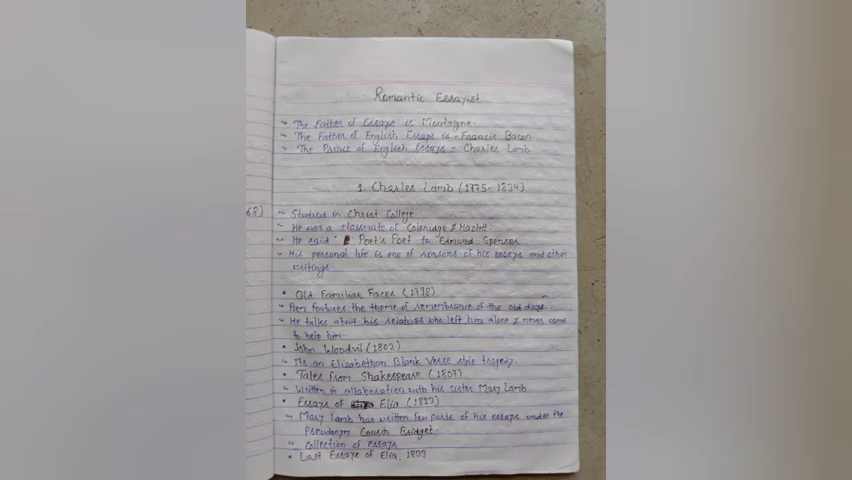 Romantic Essayist
- The Father of Essays is Montaigne.
- The Father of English Essays is - Francis Bacon
- The Prince of English Essays - Charles Lamb
1. Charles Lamb (1775-1834)
68)
- Studied in Christ College.
- He was a classmate of Coleridge & Hazlitt
- He said " Poet's Poet to "Edmund Spenser
- His personal life is one of reasons of his essays and other
writings.
• Old Familiar Faces (1798)
- Poem features the theme of remembrance of the old days.
- He talks about his relatives who left him alone & never came
to help him.
• John Woodvil (1802)
- Its an Elizabethan Blank Verse style tragedy.
• Tales from Shakespeare (1807)
- Written in collaboration with his sister Mary Lamb
• Essays of Elia (1823)
- Mary Lamb has written few parts of his essays under the
pseudonym Cousin Bridget.
- Collection of essays
• Last Essays of Elia, 1833